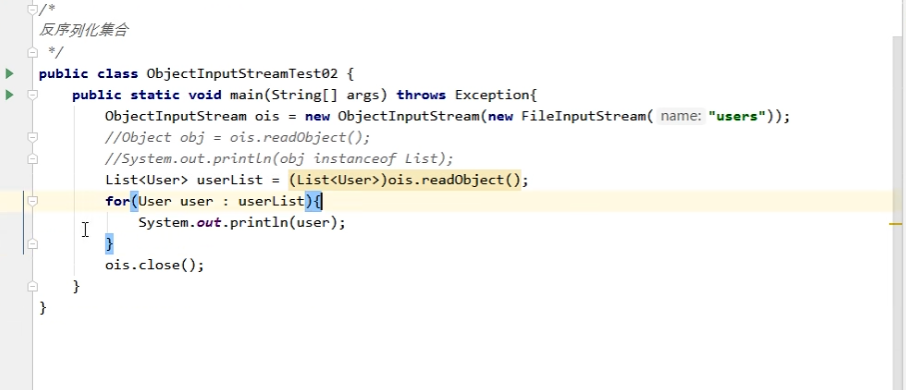 /*
反序列化集合
 */
public class ObjectInputStreamTest02 {
    public static void main(String[] args) throws Exception{
        ObjectInputStream ois = new ObjectInputStream(new FileInputStream( name: "users"));
        //Object obj = ois.readObject();
        //System.out.println(obj instanceof List);
        List<User> userList = (List<User>)ois.readObject();
        for(User user : userList){
            System.out.println(user);
        }
        ois.close();
    }
}